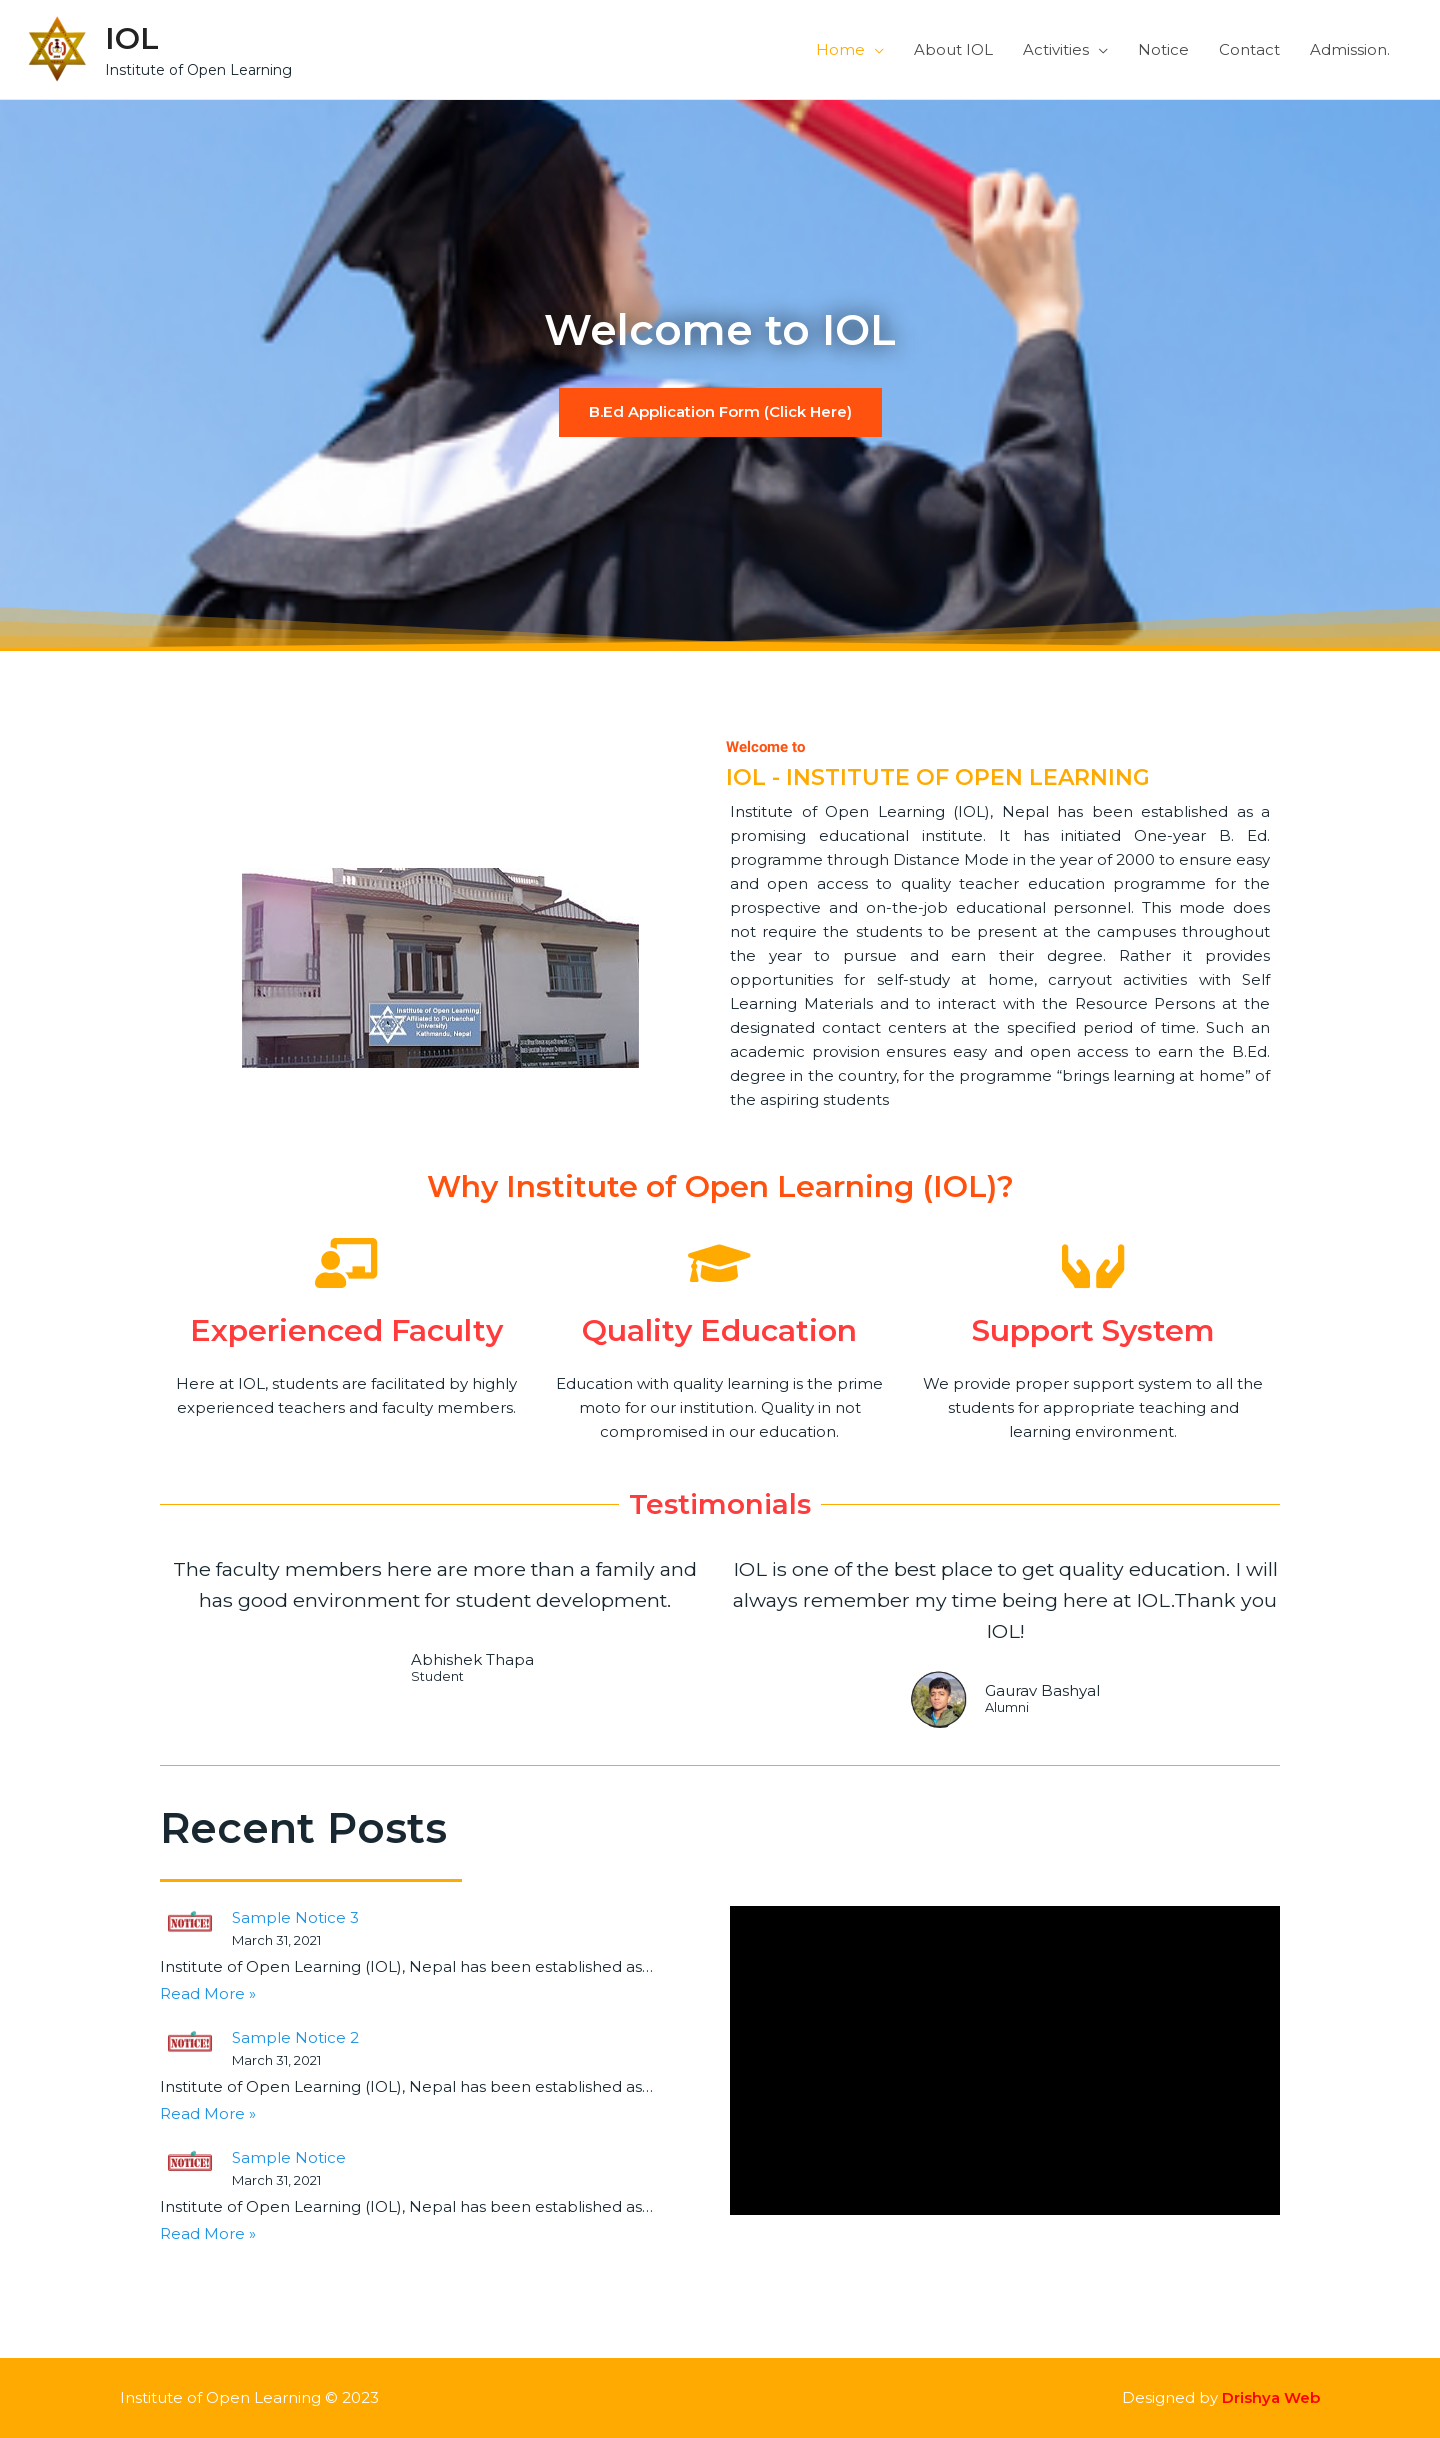 IOL
Institute of Open Learning
Home
About IOL
Activities
Notice
Contact
Admission.
Welcome to IOL
B.Ed Application Form (Click Here)
Welcome to
IOL - INSTITUTE OF OPEN LEARNING
Institute of Open Learning (IOL), Nepal has been established as a
promising educational institute. It has initiated One-year B. Ed.
programme through Distance Mode in the year of 2000 to ensure easy
and open access to quality teacher education programme for the
prospective and on-the-job educational personnel. This mode does
not require the students to be present at the campuses throughout
the year to pursue and earn their degree. Rather it provides
opportunities for self-study at home, carryout activities with Self
Learning Materials and to interact with the Resource Persons at the
designated contact centers at the specified period of time. Such an
academic provision ensures easy and open access to earn the B.Ed.
degree in the country, for the programme “brings learning at home” of
the aspiring students
Institute of Open Learning
(Affiliated to Purbanchal
University)
Kathmandu, Nepal
Why Institute of Open Learning (IOL)?
Experienced Faculty
Here at IOL, students are facilitated by highly
experienced teachers and faculty members.
Quality Education
Education with quality learning is the prime
moto for our institution. Quality in not
compromised in our education.
Support System
We provide proper support system to all the
students for appropriate teaching and
learning environment.
Testimonials
The faculty members here are more than a family and
has good environment for student development.
Abhishek Thapa
Student
IOL is one of the best place to get quality education. I will
always remember my time being here at IOL.Thank you
IOL!
Gaurav Bashyal
Alumni
Recent Posts
NOTICE!
Sample Notice 3
March 31, 2021
Institute of Open Learning (IOL), Nepal has been established as…
Read More »
NOTICE!
Sample Notice 2
March 31, 2021
Institute of Open Learning (IOL), Nepal has been established as…
Read More »
NOTICE!
Sample Notice
March 31, 2021
Institute of Open Learning (IOL), Nepal has been established as…
Read More »
Institute of Open Learning © 2023
Designed by Drishya Web